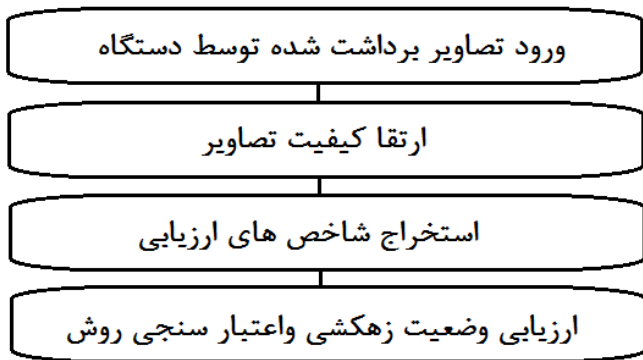 ورود تصاویر برداشت شده توسط دستگاه
ارتقا کیفیت تصاویر
استخراج شاخص های ارزیابی
ارزیابی وضعیت زهکشی واعتبار سنجی روش